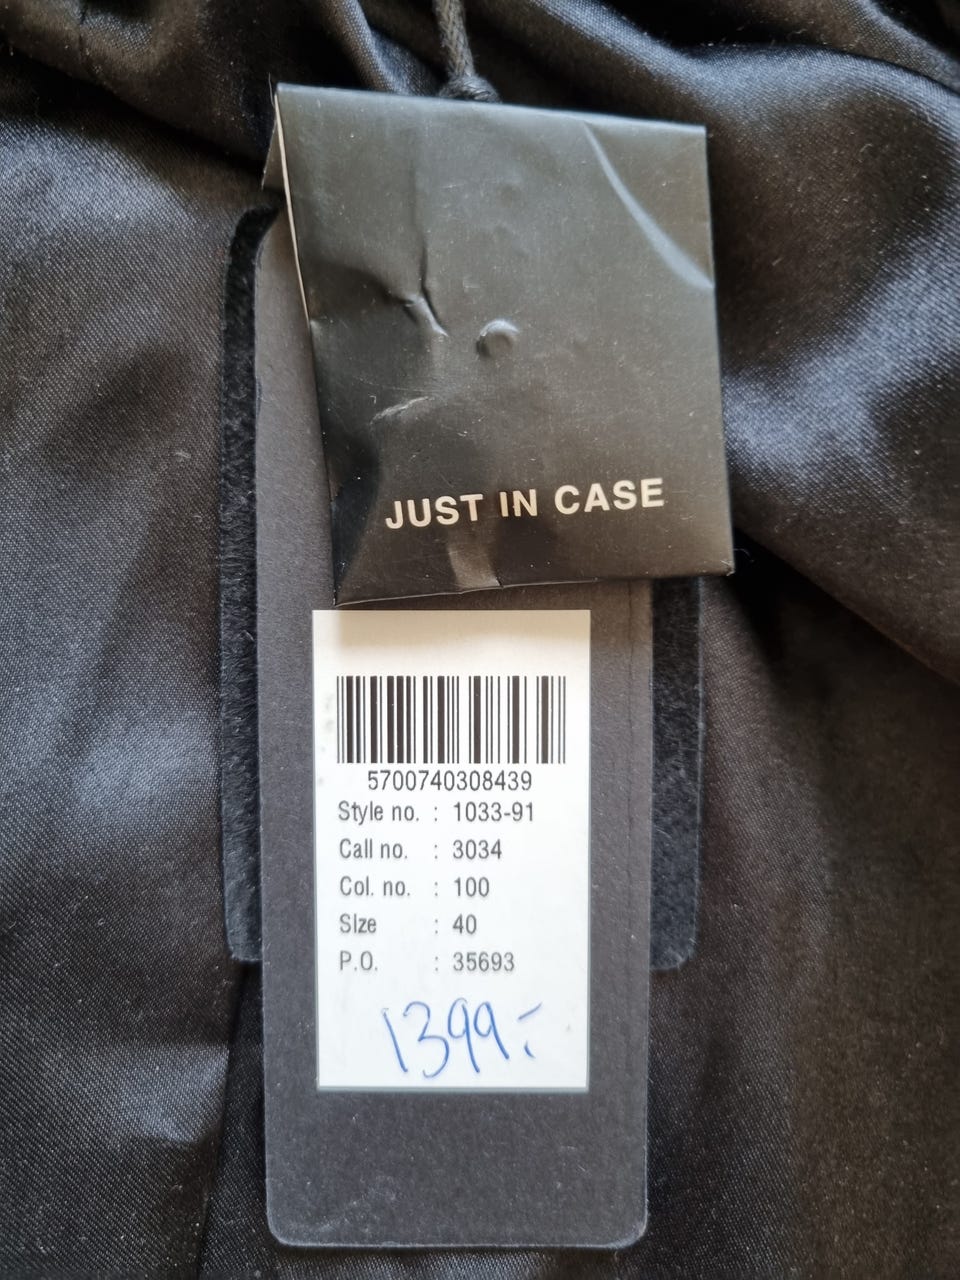 JUST IN CASE
5700740308439
Style no. : 1033-91
Call no. : 3034
Col. no. : 100
Size : 40
P.O. : 35693
1399:-